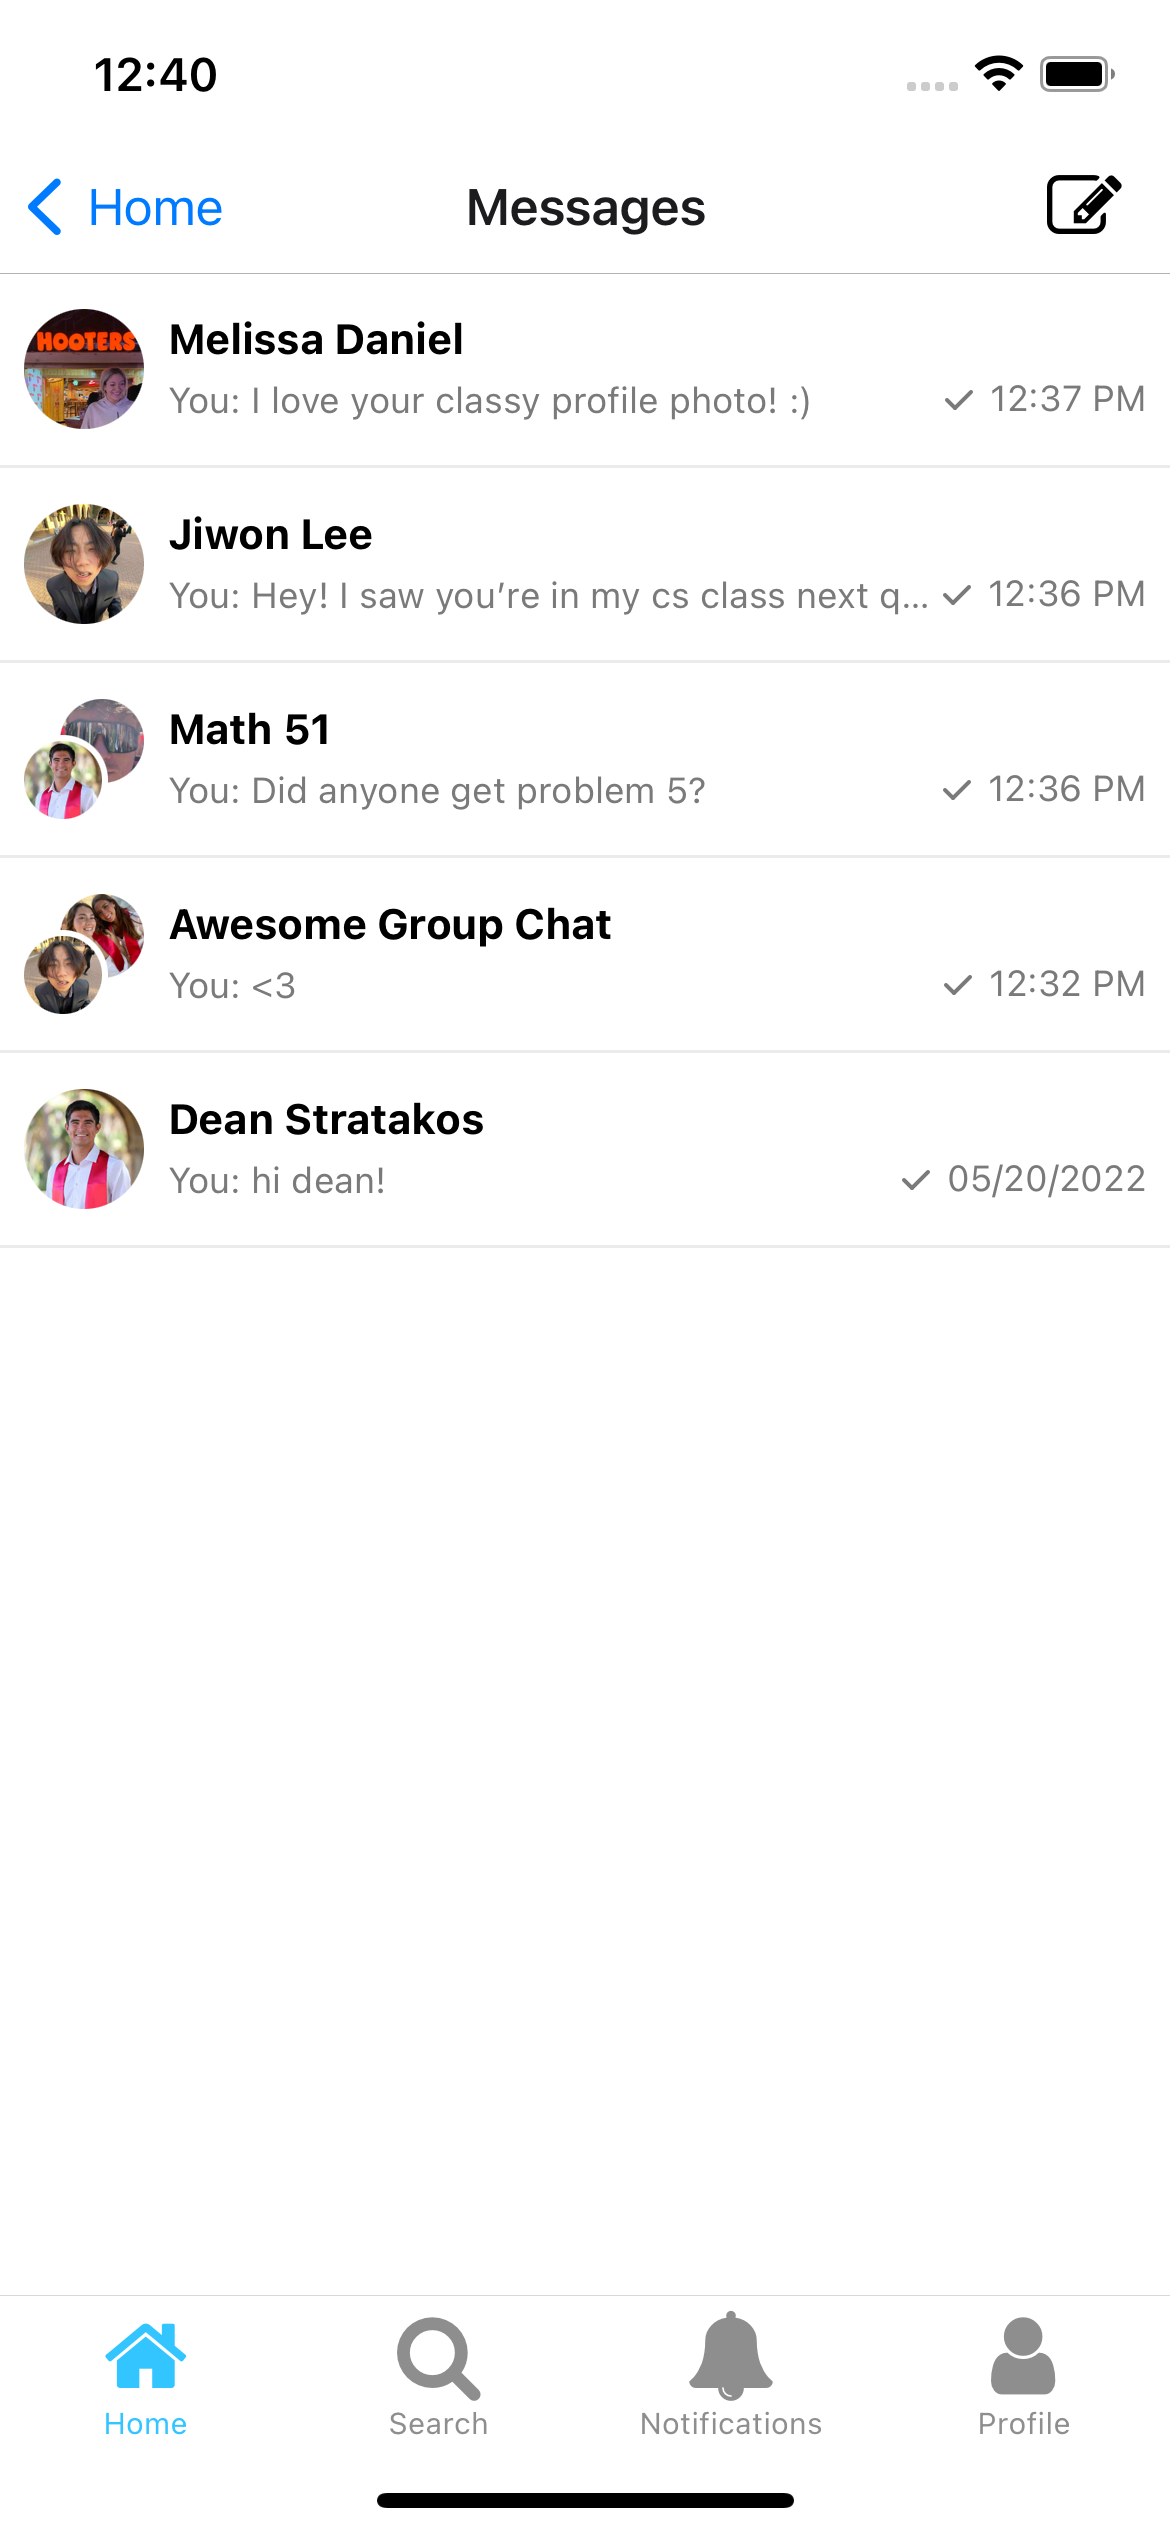 12:40
Home
Messages
HOOTERS
Melissa Daniel
You: I love your classy profile photo! :)
12:37 PM
Jiwon Lee
You: Hey! I saw you’re in my cs class next q...
12:36 PM
Math 51
You: Did anyone get problem 5?
12:36 PM
Awesome Group Chat
You: <3
12:32 PM
Dean Stratakos
You: hi dean!
05/20/2022
Home
Search
Notifications
Profile